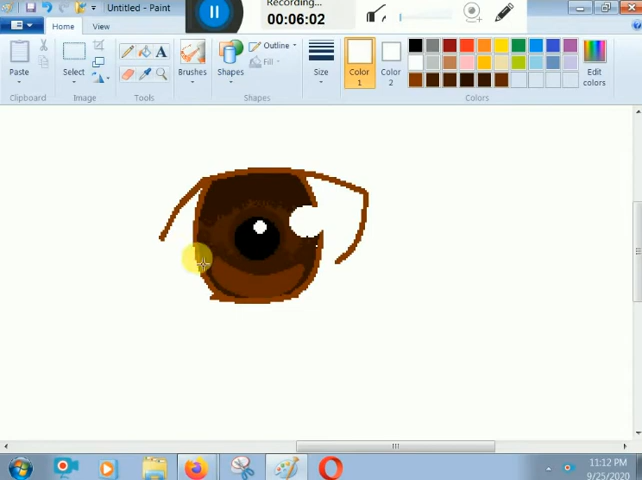 Untitled - Paint
Recording...
00:06:02
Home
View
Paste
Select
Brushes
Shapes
Outline
Fill
Size
Color
1
Color
2
Edit
colors
Clipboard
Image
Tools
Shapes
Colors
11:12 PM
9/25/2020